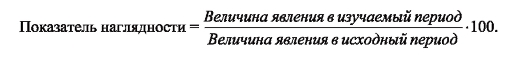 Показатель наглядности = Величина явления в изучаемый период / Величина явления в исходный период · 100.